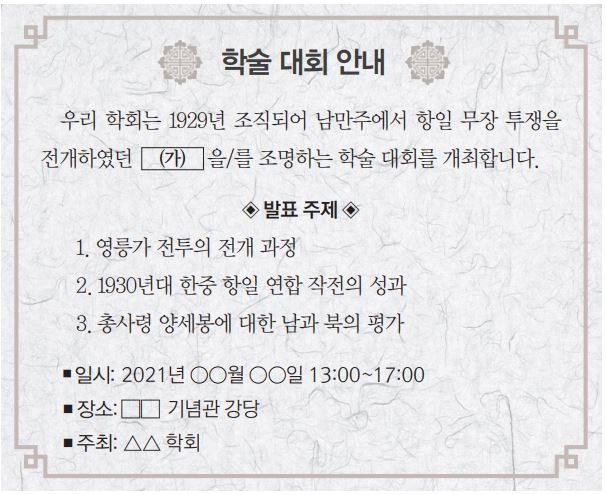 학술 대회 안내
우리 학회는 1929년 조직되어 남만주에서 항일 무장 투쟁을
전개하였던 (가) 을/를 조명하는 학술 대회를 개최합니다.
◈ 발표 주제 ◈
1. 영릉가 전투의 전개 과정
2. 1930년대 한중 항일 연합 작전의 성과
3. 총사령 양세봉에 대한 남과 북의 평가
■ 일시: 2021년 ○○월 ○○일 13:00~17:00
■ 장소: □□ 기념관 강당
■ 주최: △△ 학회